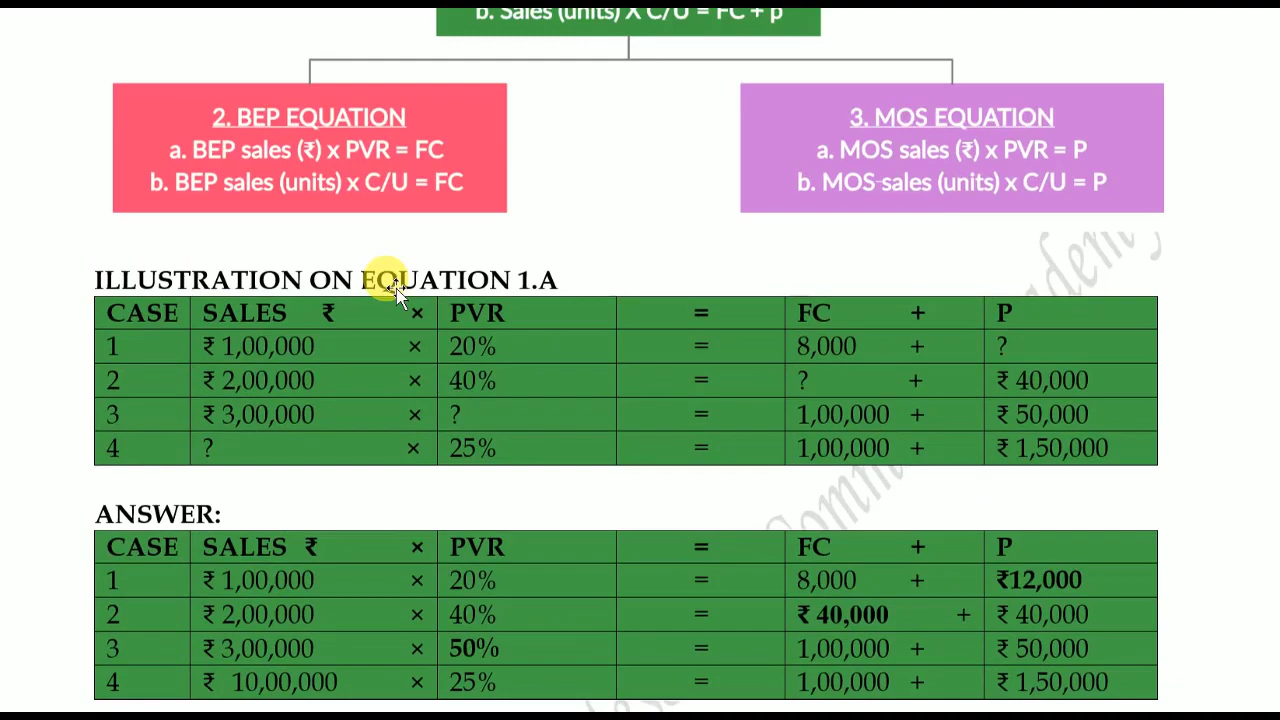 b. Sales (units) X C/U = FC + p
2. BEP EQUATION
a. BEP sales (₹) x PVR = FC
b. BEP sales (units) x C/U = FC
3. MOS EQUATION
a. MOS sales (₹) x PVR = P
b. MOS sales (units) x C/U = P
ILLUSTRATION ON EQUATION 1.A
CASE SALES ₹ × PVR = FC + P
1 ₹ 1,00,000 × 20% = 8,000 + ?
2 ₹ 2,00,000 × 40% = ? + ₹ 40,000
3 ₹ 3,00,000 × ? = 1,00,000 + ₹ 50,000
4 ? × 25% = 1,00,000 + ₹ 1,50,000
ANSWER:
CASE SALES ₹ × PVR = FC + P
1 ₹ 1,00,000 × 20% = 8,000 + ₹12,000
2 ₹ 2,00,000 × 40% = ₹ 40,000 + ₹ 40,000
3 ₹ 3,00,000 × 50% = 1,00,000 + ₹ 50,000
4 ₹ 10,00,000 × 25% = 1,00,000 + ₹ 1,50,000